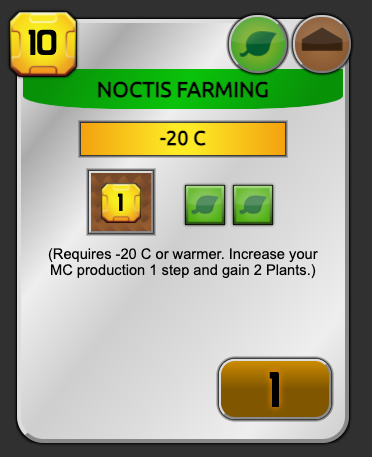 10
NOCTIS FARMING
-20 C
1
(Requires -20 C or warmer. Increase your
MC production 1 step and gain 2 Plants.)
1